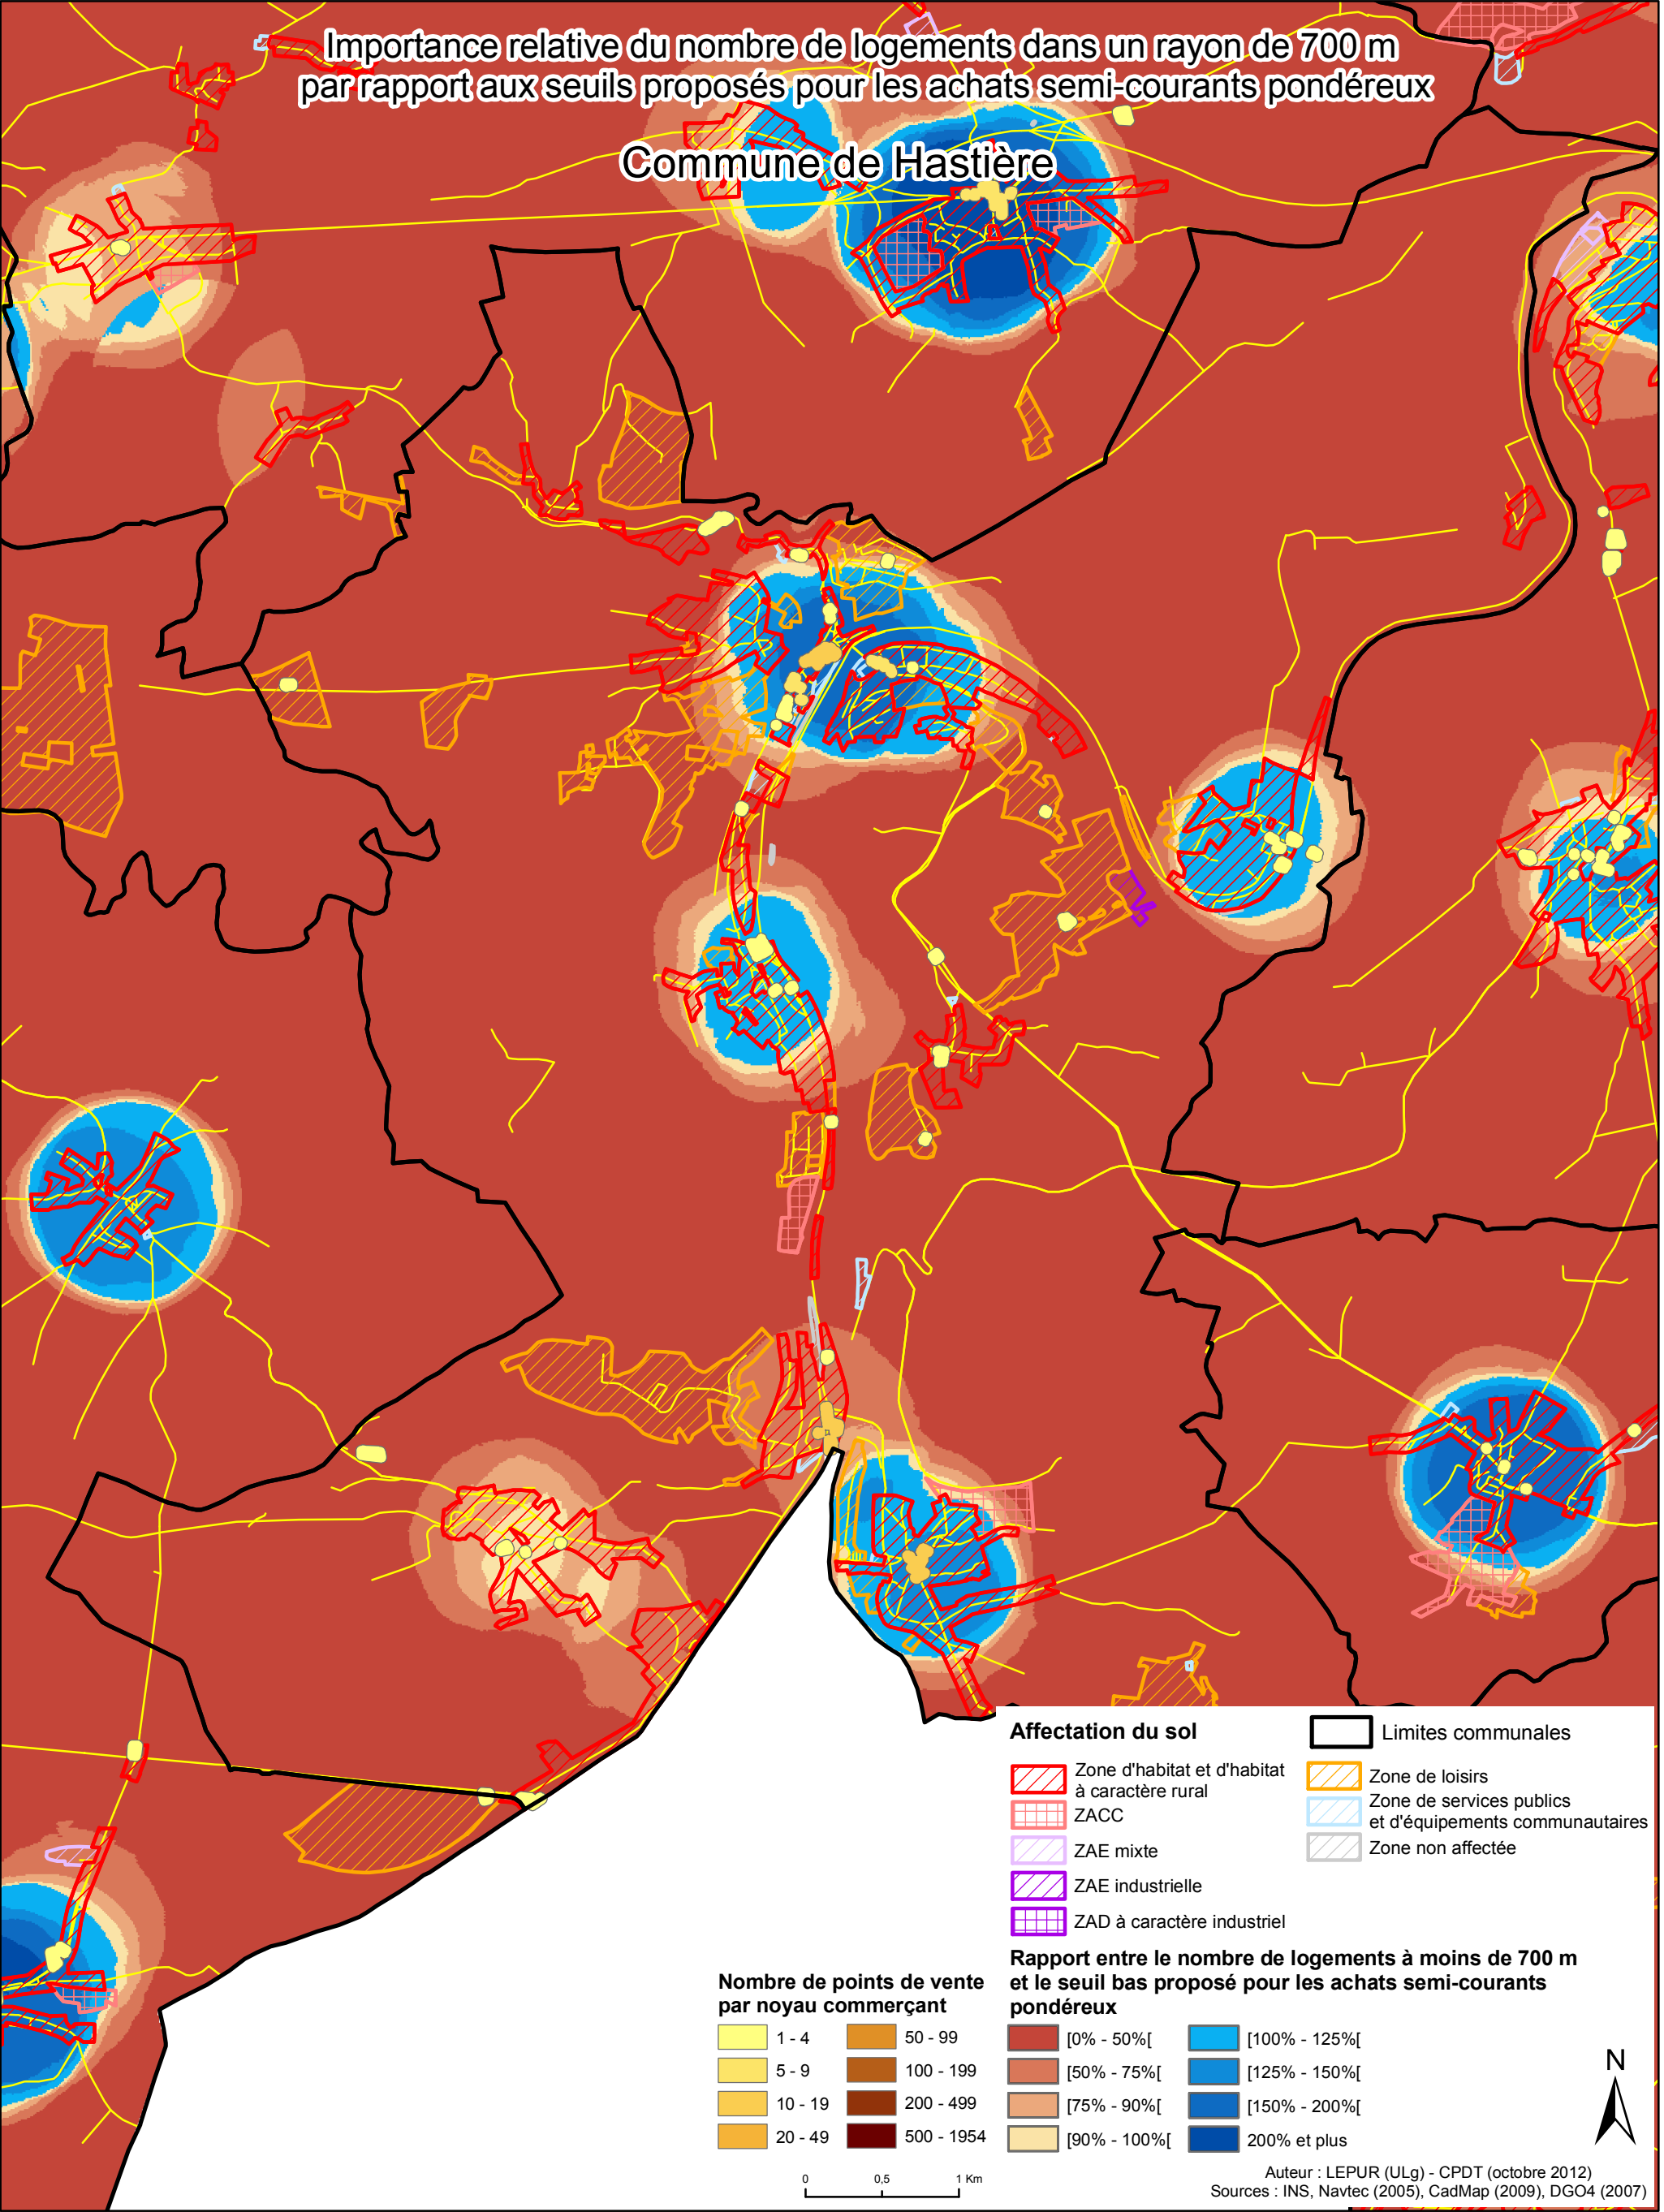 Importance relative du nombre de logements dans un rayon de 700 m
par rapport aux seuils proposés pour les achats semi-courants pondéreux
Commune de Hastière
Affectation du sol
Zone d'habitat et d'habitat
à caractère rural
ZACC
ZAE mixte
ZAE industrielle
ZAD à caractère industriel
Limites communales
Zone de loisirs
Zone de services publics
et d'équipements communautaires
Zone non affectée
Nombre de points de vente
par noyau commerçant
1 - 4
5 - 9
10 - 19
20 - 49
50 - 99
100 - 199
200 - 499
500 - 1954
Rapport entre le nombre de logements à moins de 700 m
et le seuil bas proposé pour les achats semi-courants
pondéreux
[0% - 50%[
[50% - 75%[
[75% - 90%[
[90% - 100%[
[100% - 125%[
[125% - 150%[
[150% - 200%[
200% et plus
N
0 0,5 1 Km
Auteur : LEPUR (ULg) - CPDT (octobre 2012)
Sources : INS, Navtec (2005), CadMap (2009), DGO4 (2007)